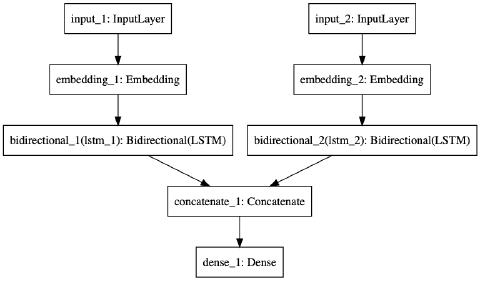 input_1: InputLayer
input_2: InputLayer
embedding_1: Embedding
embedding_2: Embedding
bidirectional_1(lstm_1): Bidirectional(LSTM)
bidirectional_2(lstm_2): Bidirectional(LSTM)
concatenate_1: Concatenate
dense_1: Dense